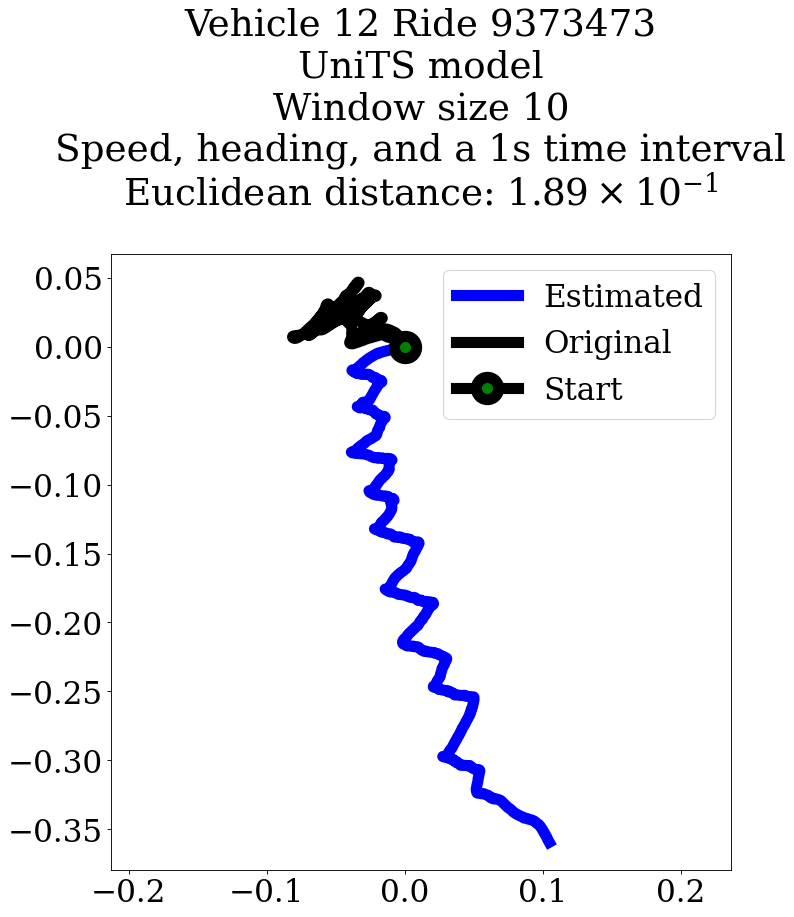 Vehicle 12 Ride 9373473
UniTS model
Window size 10
Speed, heading, and a 1s time interval
Euclidean distance: 1.89 × 10⁻¹
Estimated
Original
Start
0.05
0.00
−0.05
−0.10
−0.15
−0.20
−0.25
−0.30
−0.35
−0.2 −0.1 0.0 0.1 0.2